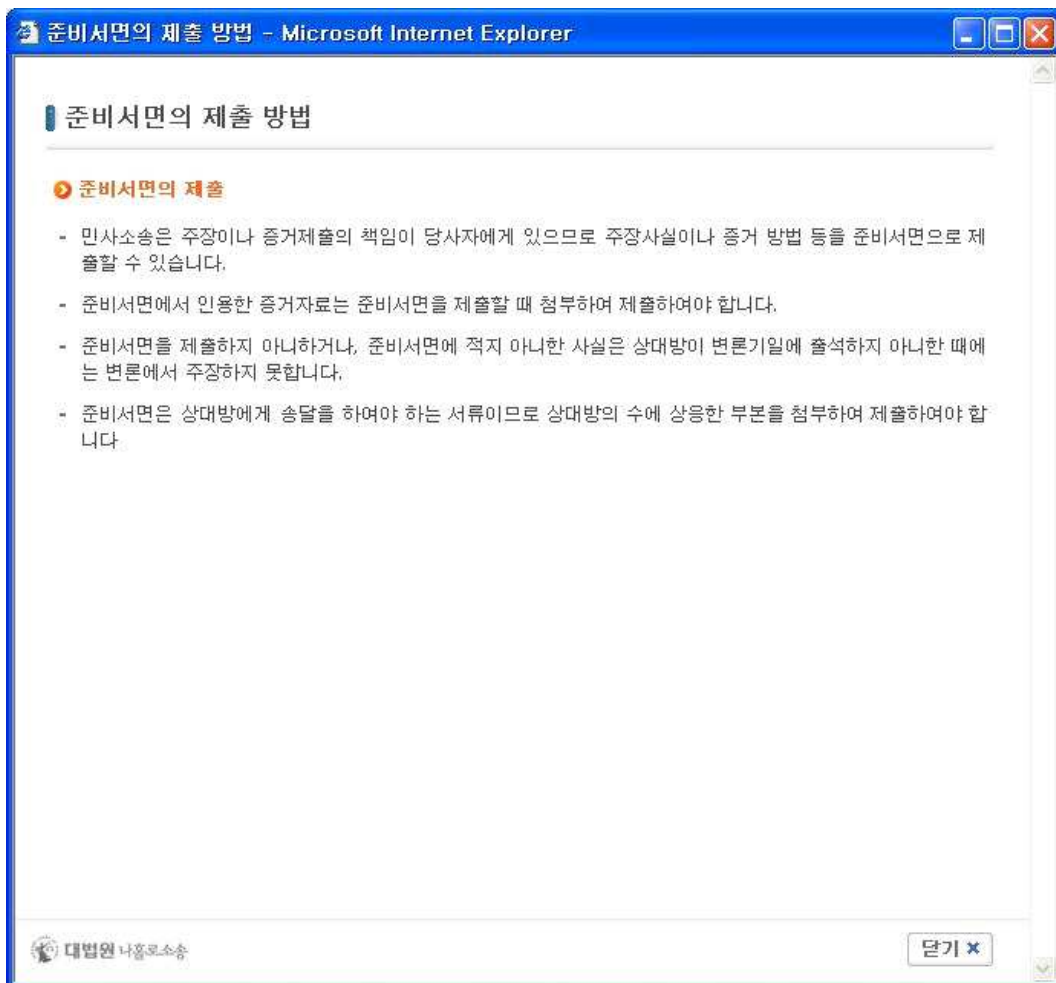 준비서면의 제출 방법 - Microsoft Internet Explorer
준비서면의 제출 방법
준비서면의 제출
- 민사소송은 주장이나 증거제출의 책임이 당사자에게 있으므로 주장사실이나 증거 방법 등을 준비서면으로 제
출할 수 있습니다.
- 준비서면에서 인용한 증거자료는 준비서면을 제출할 때 첨부하여 제출하여야 합니다.
- 준비서면을 제출하지 아니하거나, 준비서면에 적지 아니한 사실은 상대방이 변론기일에 출석하지 아니한 때에
는 변론에서 주장하지 못합니다.
- 준비서면은 상대방에게 송달을 하여야 하는 서류이므로 상대방의 수에 상응한 부본을 첨부하여 제출하여야 합
니다
대법원 나홀로소송
닫기